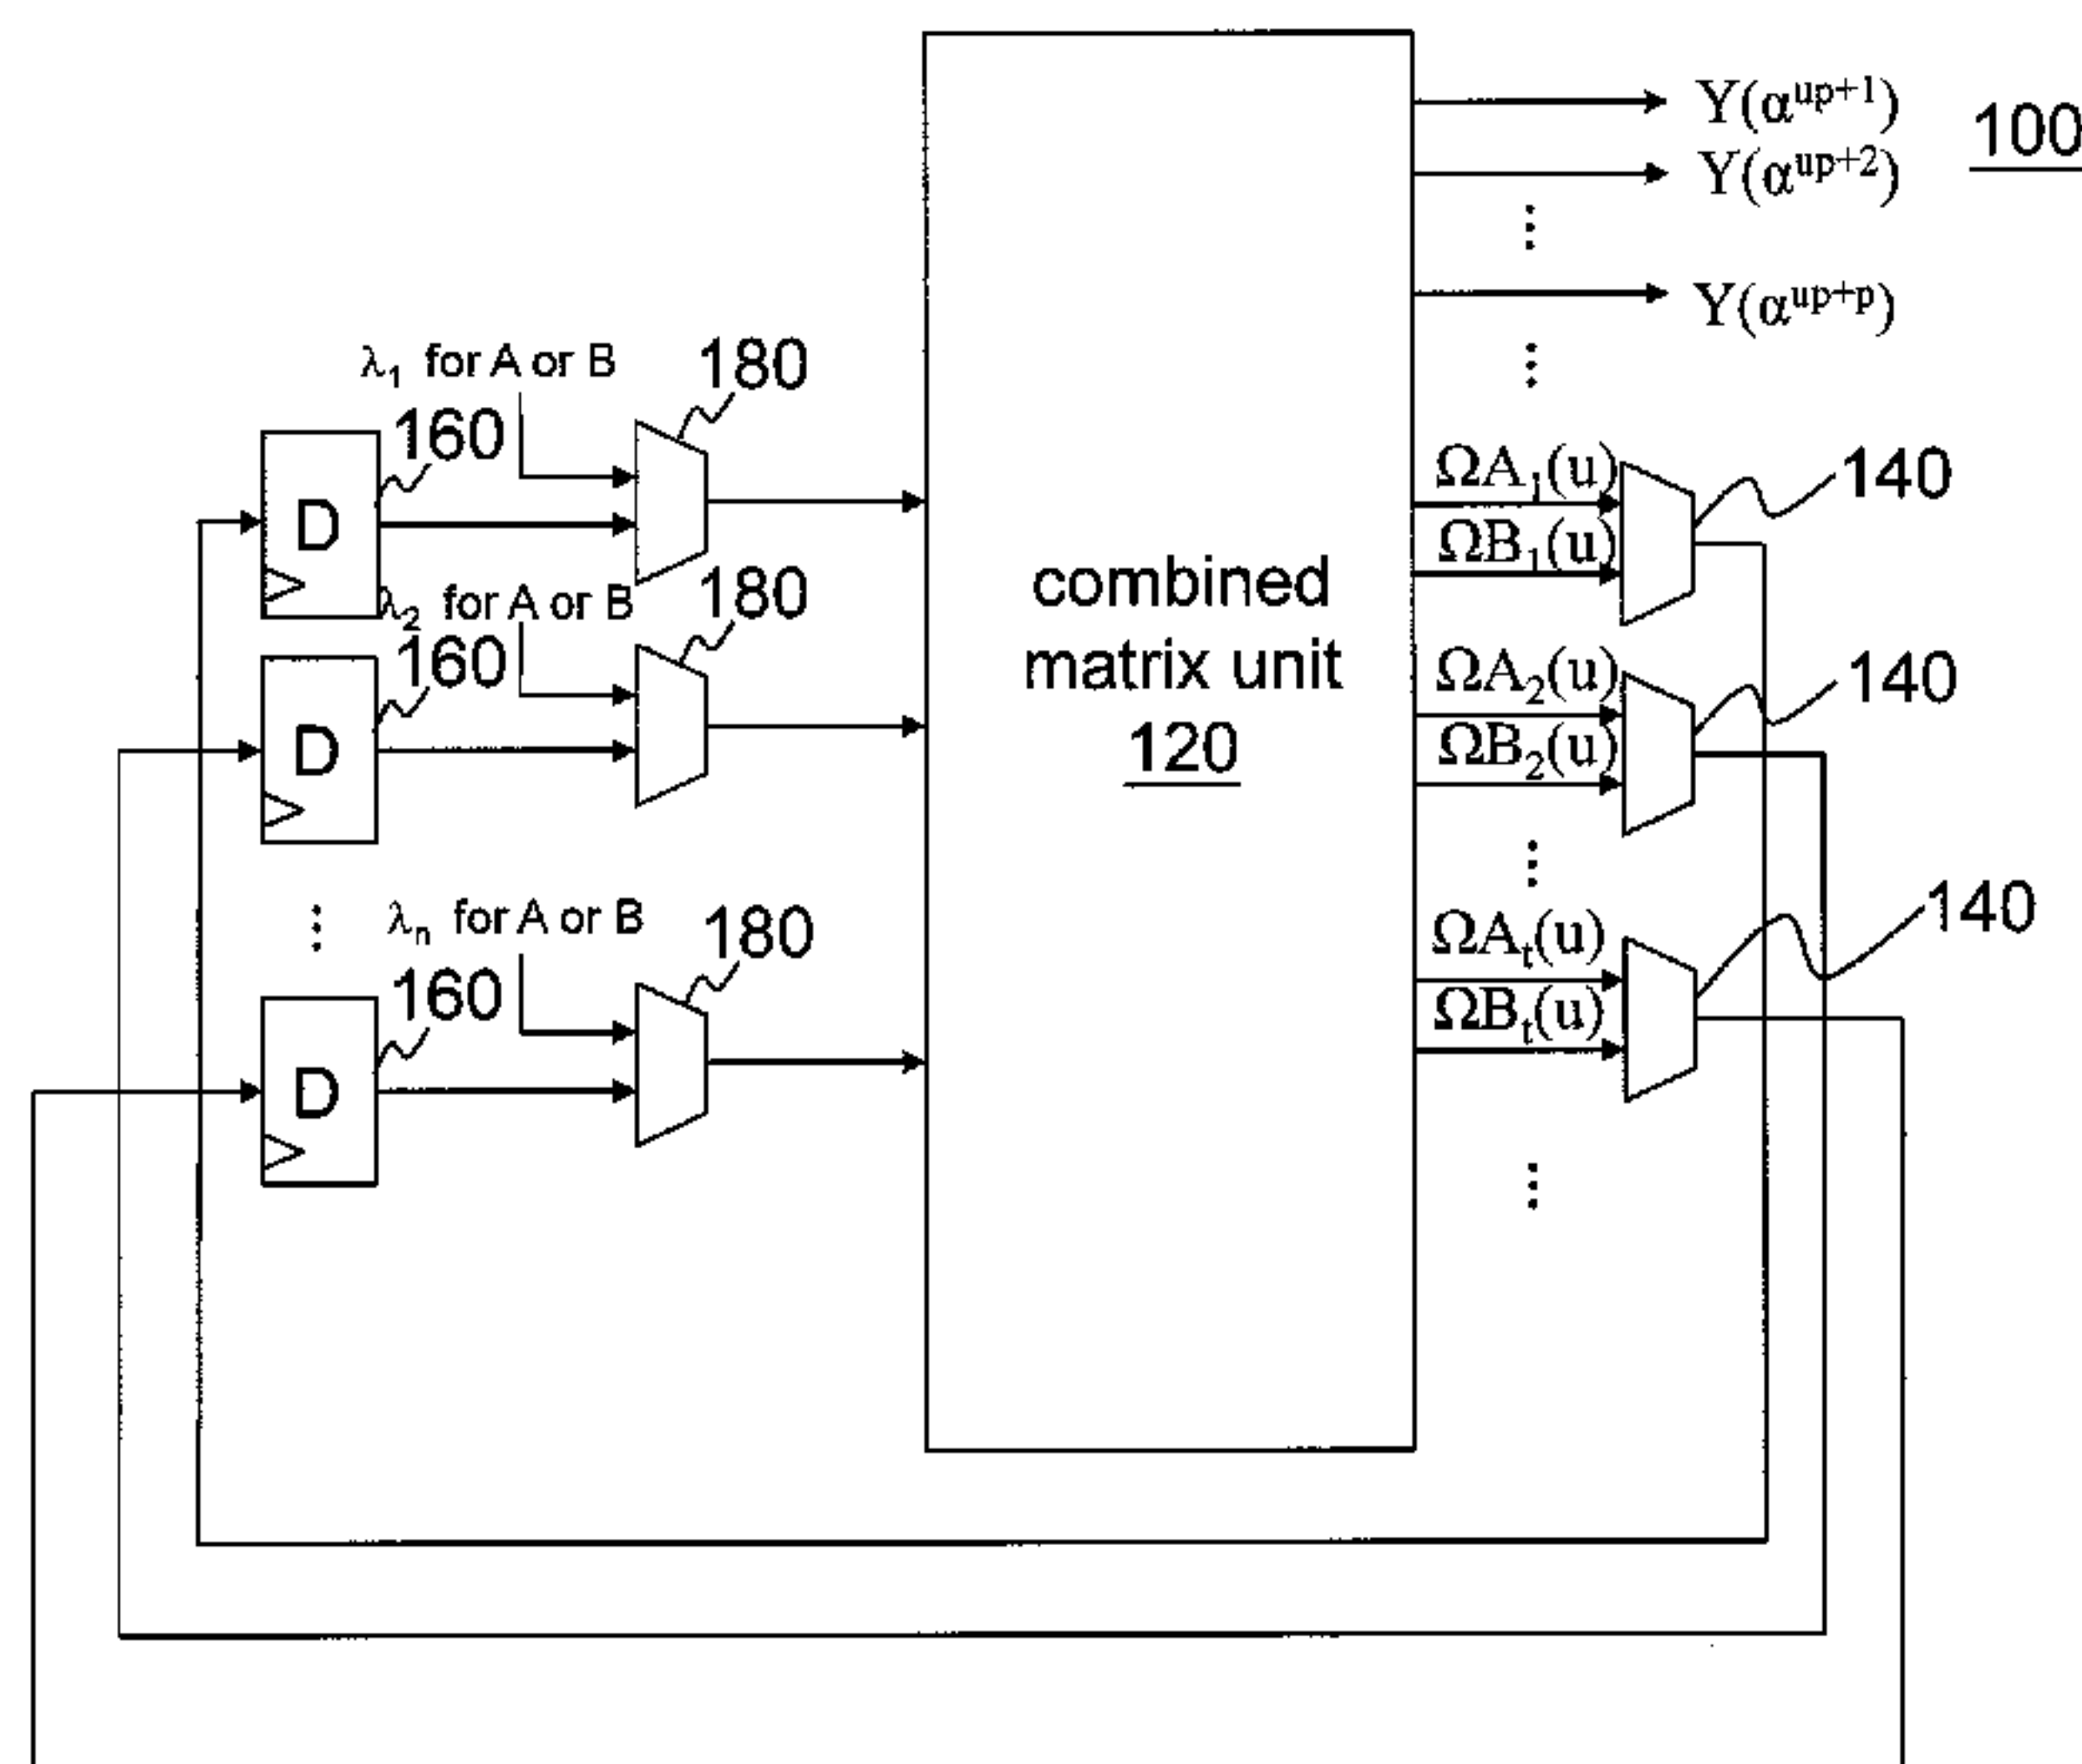 Y(α^{up+1})
100
Y(α^{up+2})
⋮
Y(α^{up+p})
⋮
λ₁ for A or B
180
160
D
ΩA₁(u)
140
ΩB₁(u)
λ₂ for A or B
180
160
D
combined
matrix unit
120
ΩA₂(u)
140
ΩB₂(u)
⋮
λₙ for A or B
180
⋮
160
D
ΩAₜ(u)
140
ΩBₜ(u)
⋮